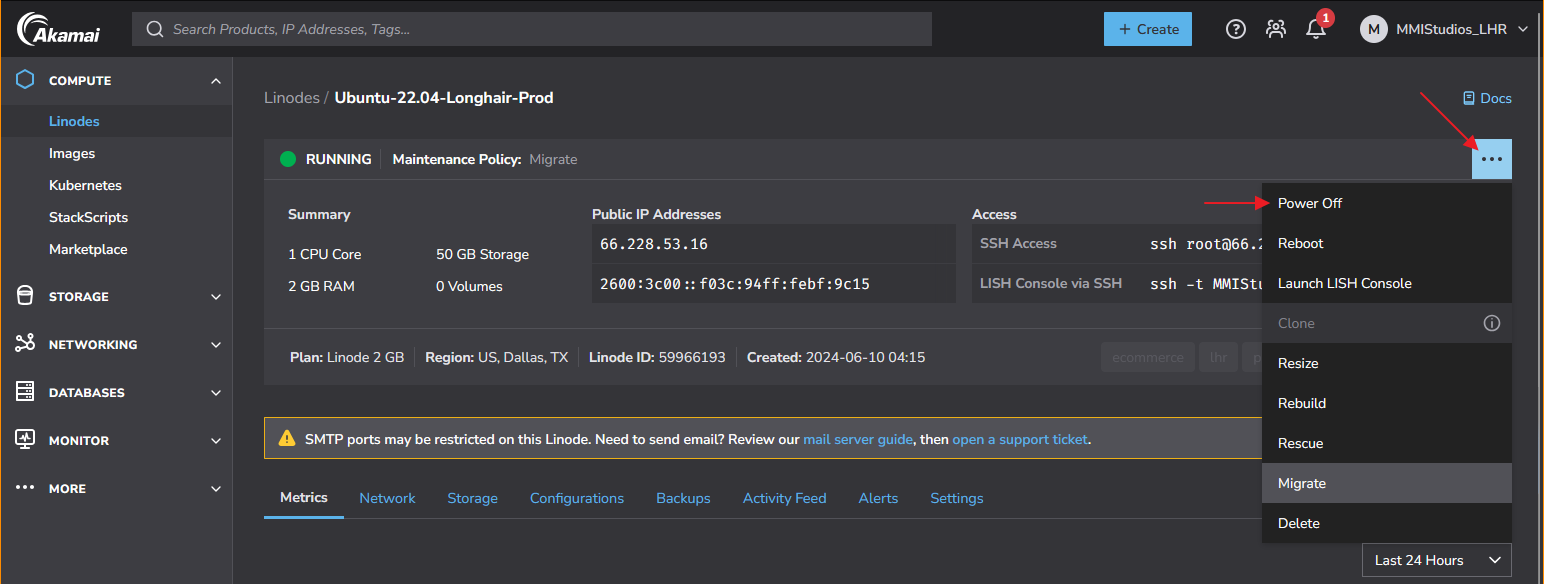 Akamai
Search Products, IP Addresses, Tags...
+ Create
?
1
M
MMIStudios_LHR
COMPUTE
Linodes
Images
Kubernetes
StackScripts
Marketplace
STORAGE
NETWORKING
DATABASES
MONITOR
MORE
Linodes / Ubuntu-22.04-Longhair-Prod
Docs
RUNNING
Maintenance Policy: Migrate
Summary
1 CPU Core
50 GB Storage
2 GB RAM
0 Volumes
Public IP Addresses
66.228.53.16
2600:3c00::f03c:94ff:febf:9c15
Access
SSH Access
ssh root@66.2
LISH Console via SSH
ssh -t MMIStu
Plan: Linode 2 GB
Region: US, Dallas, TX
Linode ID: 59966193
Created: 2024-06-10 04:15
ecommerce
lhr
p
Power Off
Reboot
Launch LISH Console
Clone
Resize
Rebuild
Rescue
Migrate
Delete
SMTP ports may be restricted on this Linode. Need to send email? Review our mail server guide, then open a support ticket.
Metrics
Network
Storage
Configurations
Backups
Activity Feed
Alerts
Settings
Last 24 Hours